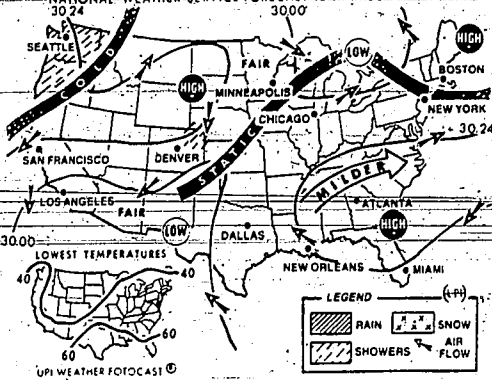 NATIONAL WEATHER SERVICE FORECAST
30.24
30.00
SEATTLE
COLD
HIGH
FAIR
MINNEAPOLIS
LOW
HIGH
BOSTON
NEW YORK
CHICAGO
30.24
SAN FRANCISCO
DENVER
STATIC
MILDER
LOS ANGELES
FAIR
ATLANTA
HIGH
30.00
LOW
DALLAS
NEW ORLEANS
MIAMI
LOWEST TEMPERATURES
40
40
60
60
UPI WEATHER FOTOCAST ®
LEGEND
(UPI)
RAIN
SNOW
SHOWERS
AIR FLOW